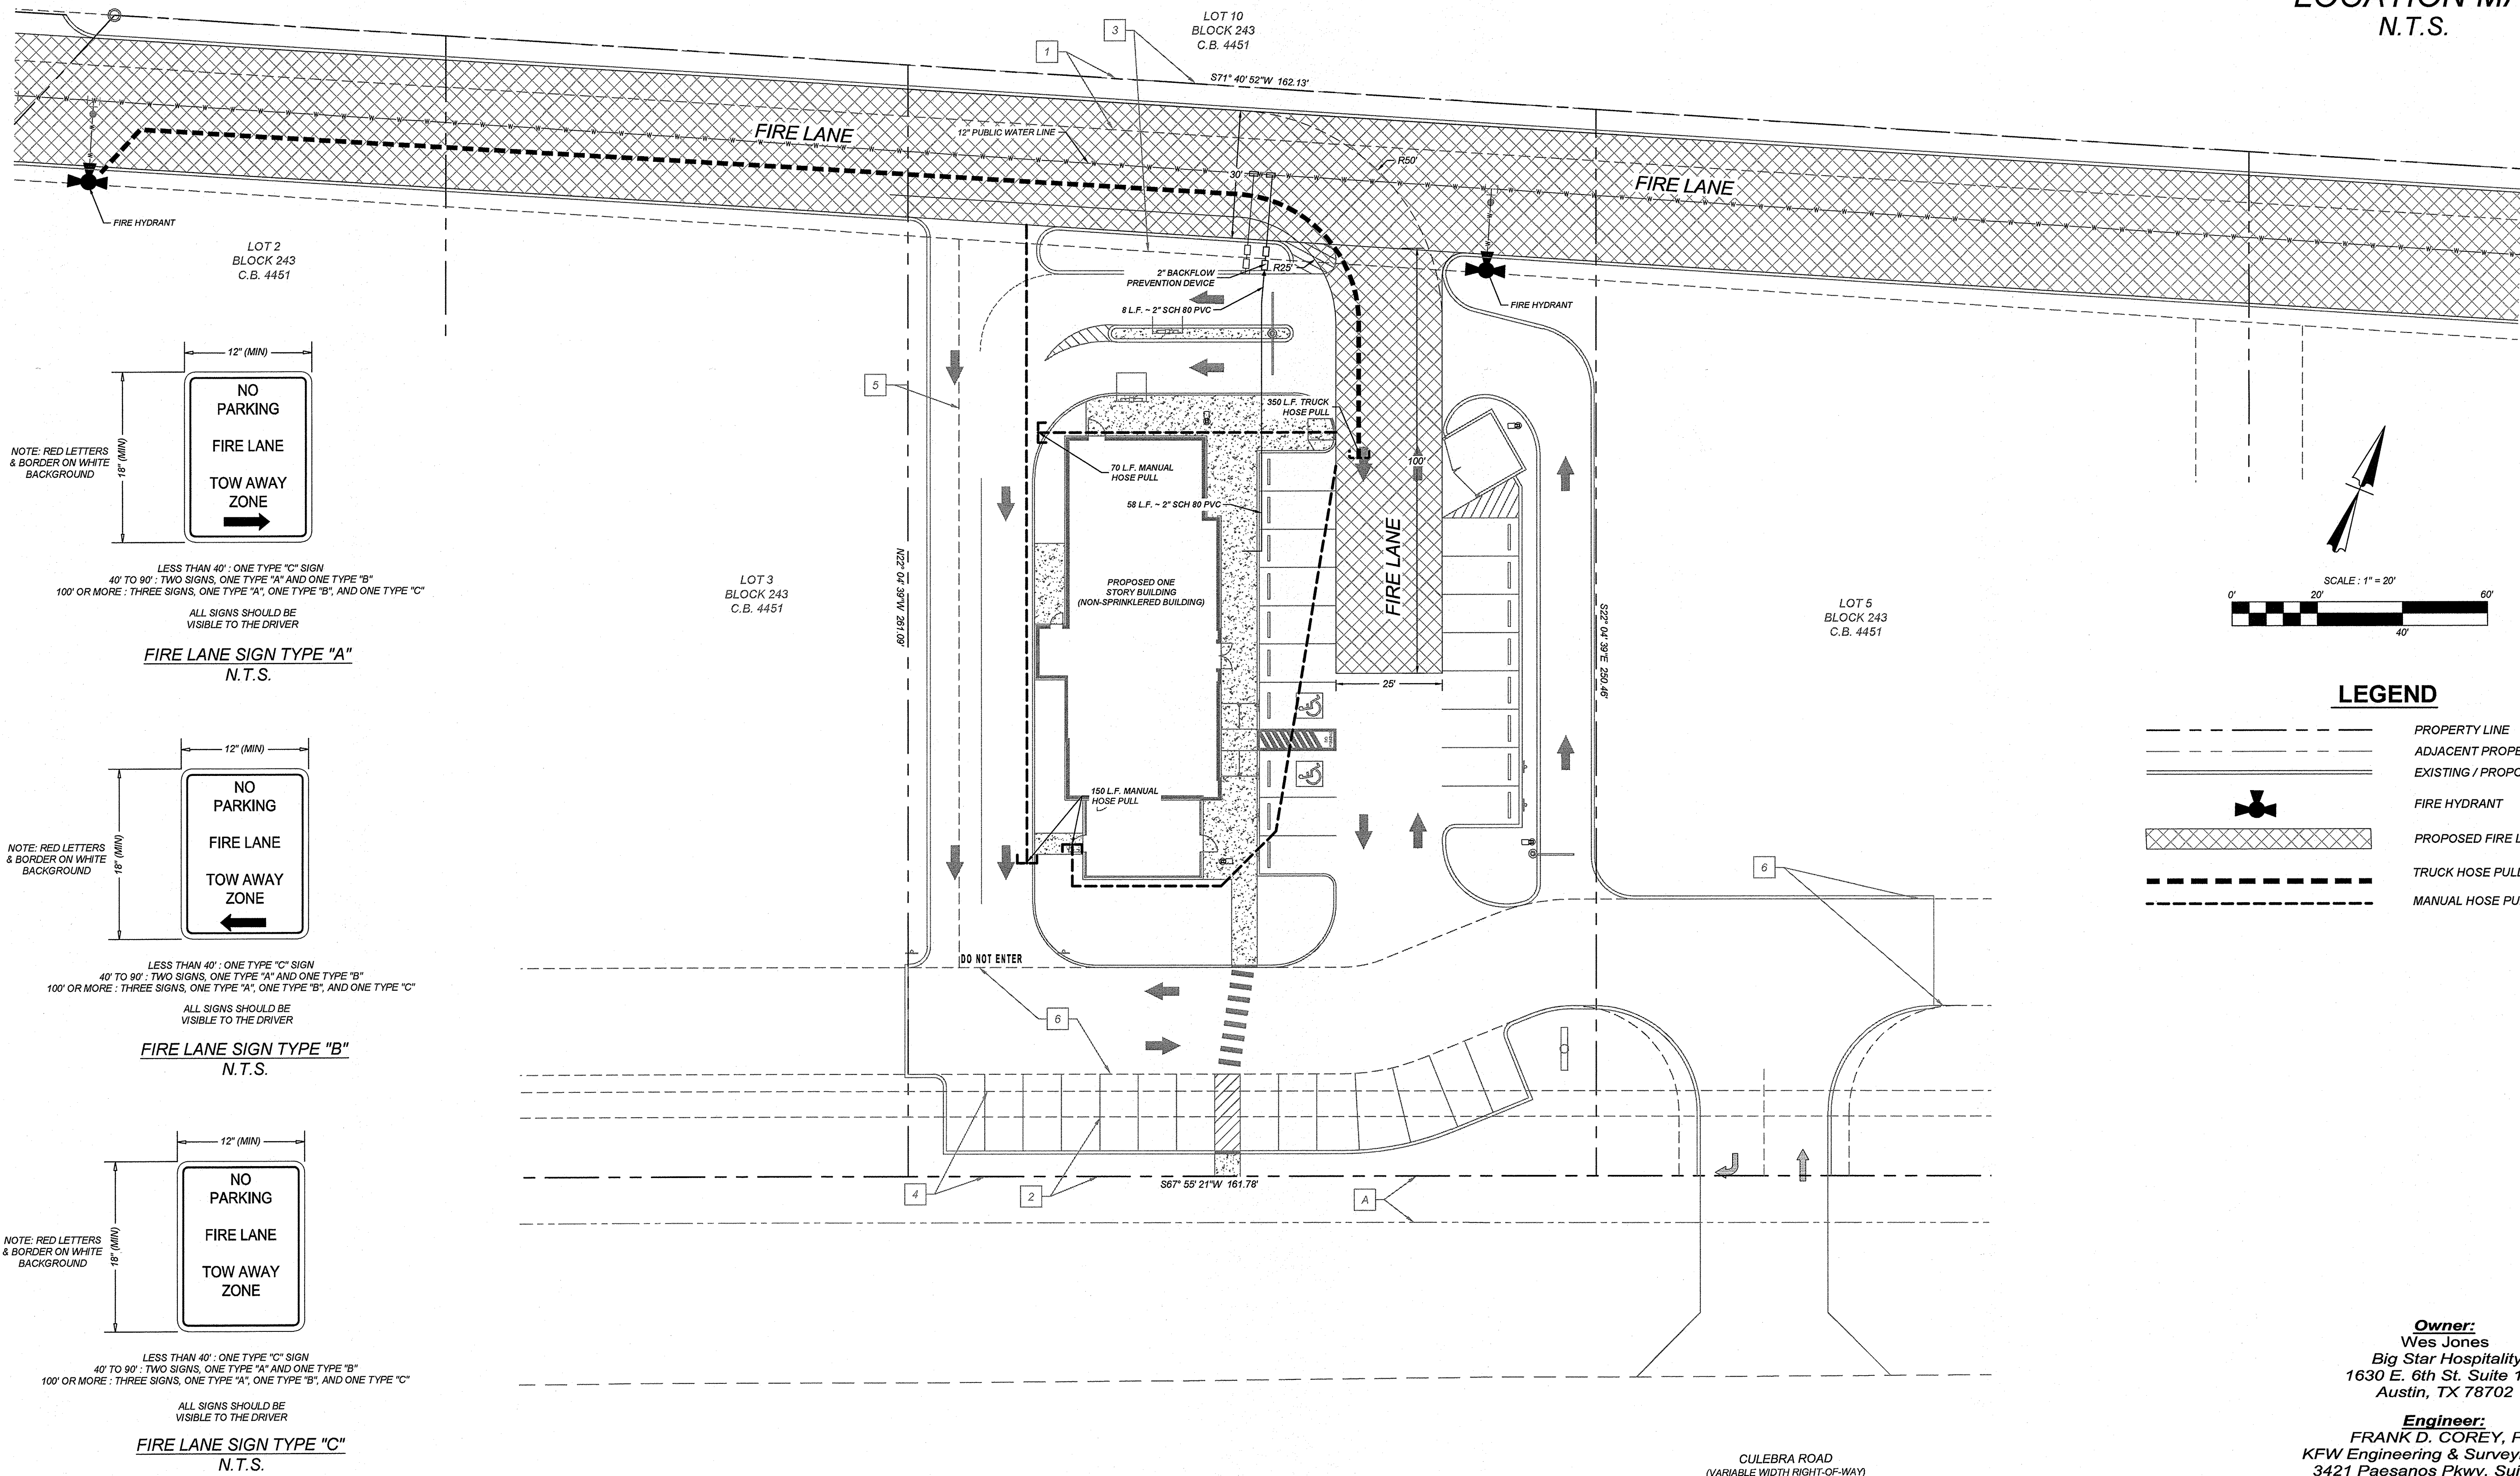 LOCATION MA
N.T.S.
LOT 10
BLOCK 243
C.B. 4451
3
1
S71° 40' 52"W 162.13'
FIRE LANE
12" PUBLIC WATER LINE
30'
R50'
FIRE LANE
FIRE HYDRANT
LOT 2
BLOCK 243
C.B. 4451
3
2" BACKFLOW
PREVENTION DEVICE
R25'
8 L.F. ~ 2" SCH 80 PVC
FIRE HYDRANT
5
350 L.F. TRUCK
HOSE PULL
100'
70 L.F. MANUAL
HOSE PULL
58 L.F. ~ 2" SCH 80 PVC
FIRE LANE
25'
PROPOSED ONE
STORY BUILDING
(NON-SPRINKLERED BUILDING)
150 L.F. MANUAL
HOSE PULL
N22° 04' 39"W 261.09'
S22° 04' 39"E 250.46'
LOT 3
BLOCK 243
C.B. 4451
LOT 5
BLOCK 243
C.B. 4451
DO NOT ENTER
6
6
4
2
S67° 55' 21"W 161.78'
A
CULEBRA ROAD
(VARIABLE WIDTH RIGHT-OF-WAY)
12" (MIN)
18" (MIN)
NO
PARKING
FIRE LANE
TOW AWAY
ZONE
NOTE: RED LETTERS
& BORDER ON WHITE
BACKGROUND
LESS THAN 40' : ONE TYPE "C" SIGN
40' TO 90' : TWO SIGNS, ONE TYPE "A" AND ONE TYPE "B"
100' OR MORE : THREE SIGNS, ONE TYPE "A", ONE TYPE "B", AND ONE TYPE "C"
ALL SIGNS SHOULD BE
VISIBLE TO THE DRIVER
FIRE LANE SIGN TYPE "A"
N.T.S.
12" (MIN)
18" (MIN)
NO
PARKING
FIRE LANE
TOW AWAY
ZONE
NOTE: RED LETTERS
& BORDER ON WHITE
BACKGROUND
LESS THAN 40' : ONE TYPE "C" SIGN
40' TO 90' : TWO SIGNS, ONE TYPE "A" AND ONE TYPE "B"
100' OR MORE : THREE SIGNS, ONE TYPE "A", ONE TYPE "B", AND ONE TYPE "C"
ALL SIGNS SHOULD BE
VISIBLE TO THE DRIVER
FIRE LANE SIGN TYPE "B"
N.T.S.
12" (MIN)
18" (MIN)
NO
PARKING
FIRE LANE
TOW AWAY
ZONE
NOTE: RED LETTERS
& BORDER ON WHITE
BACKGROUND
LESS THAN 40' : ONE TYPE "C" SIGN
40' TO 90' : TWO SIGNS, ONE TYPE "A" AND ONE TYPE "B"
100' OR MORE : THREE SIGNS, ONE TYPE "A", ONE TYPE "B", AND ONE TYPE "C"
ALL SIGNS SHOULD BE
VISIBLE TO THE DRIVER
FIRE LANE SIGN TYPE "C"
N.T.S.
SCALE : 1" = 20'
0' 20' 60'
40'
LEGEND
PROPERTY LINE
ADJACENT PROPE
EXISTING / PROPO
FIRE HYDRANT
PROPOSED FIRE L
TRUCK HOSE PULL
MANUAL HOSE PU
Owner:
Wes Jones
Big Star Hospitality
1630 E. 6th St. Suite 1
Austin, TX 78702
Engineer:
FRANK D. COREY, P
KFW Engineering & Survey
3421 Paesanos Pkwy, Sui